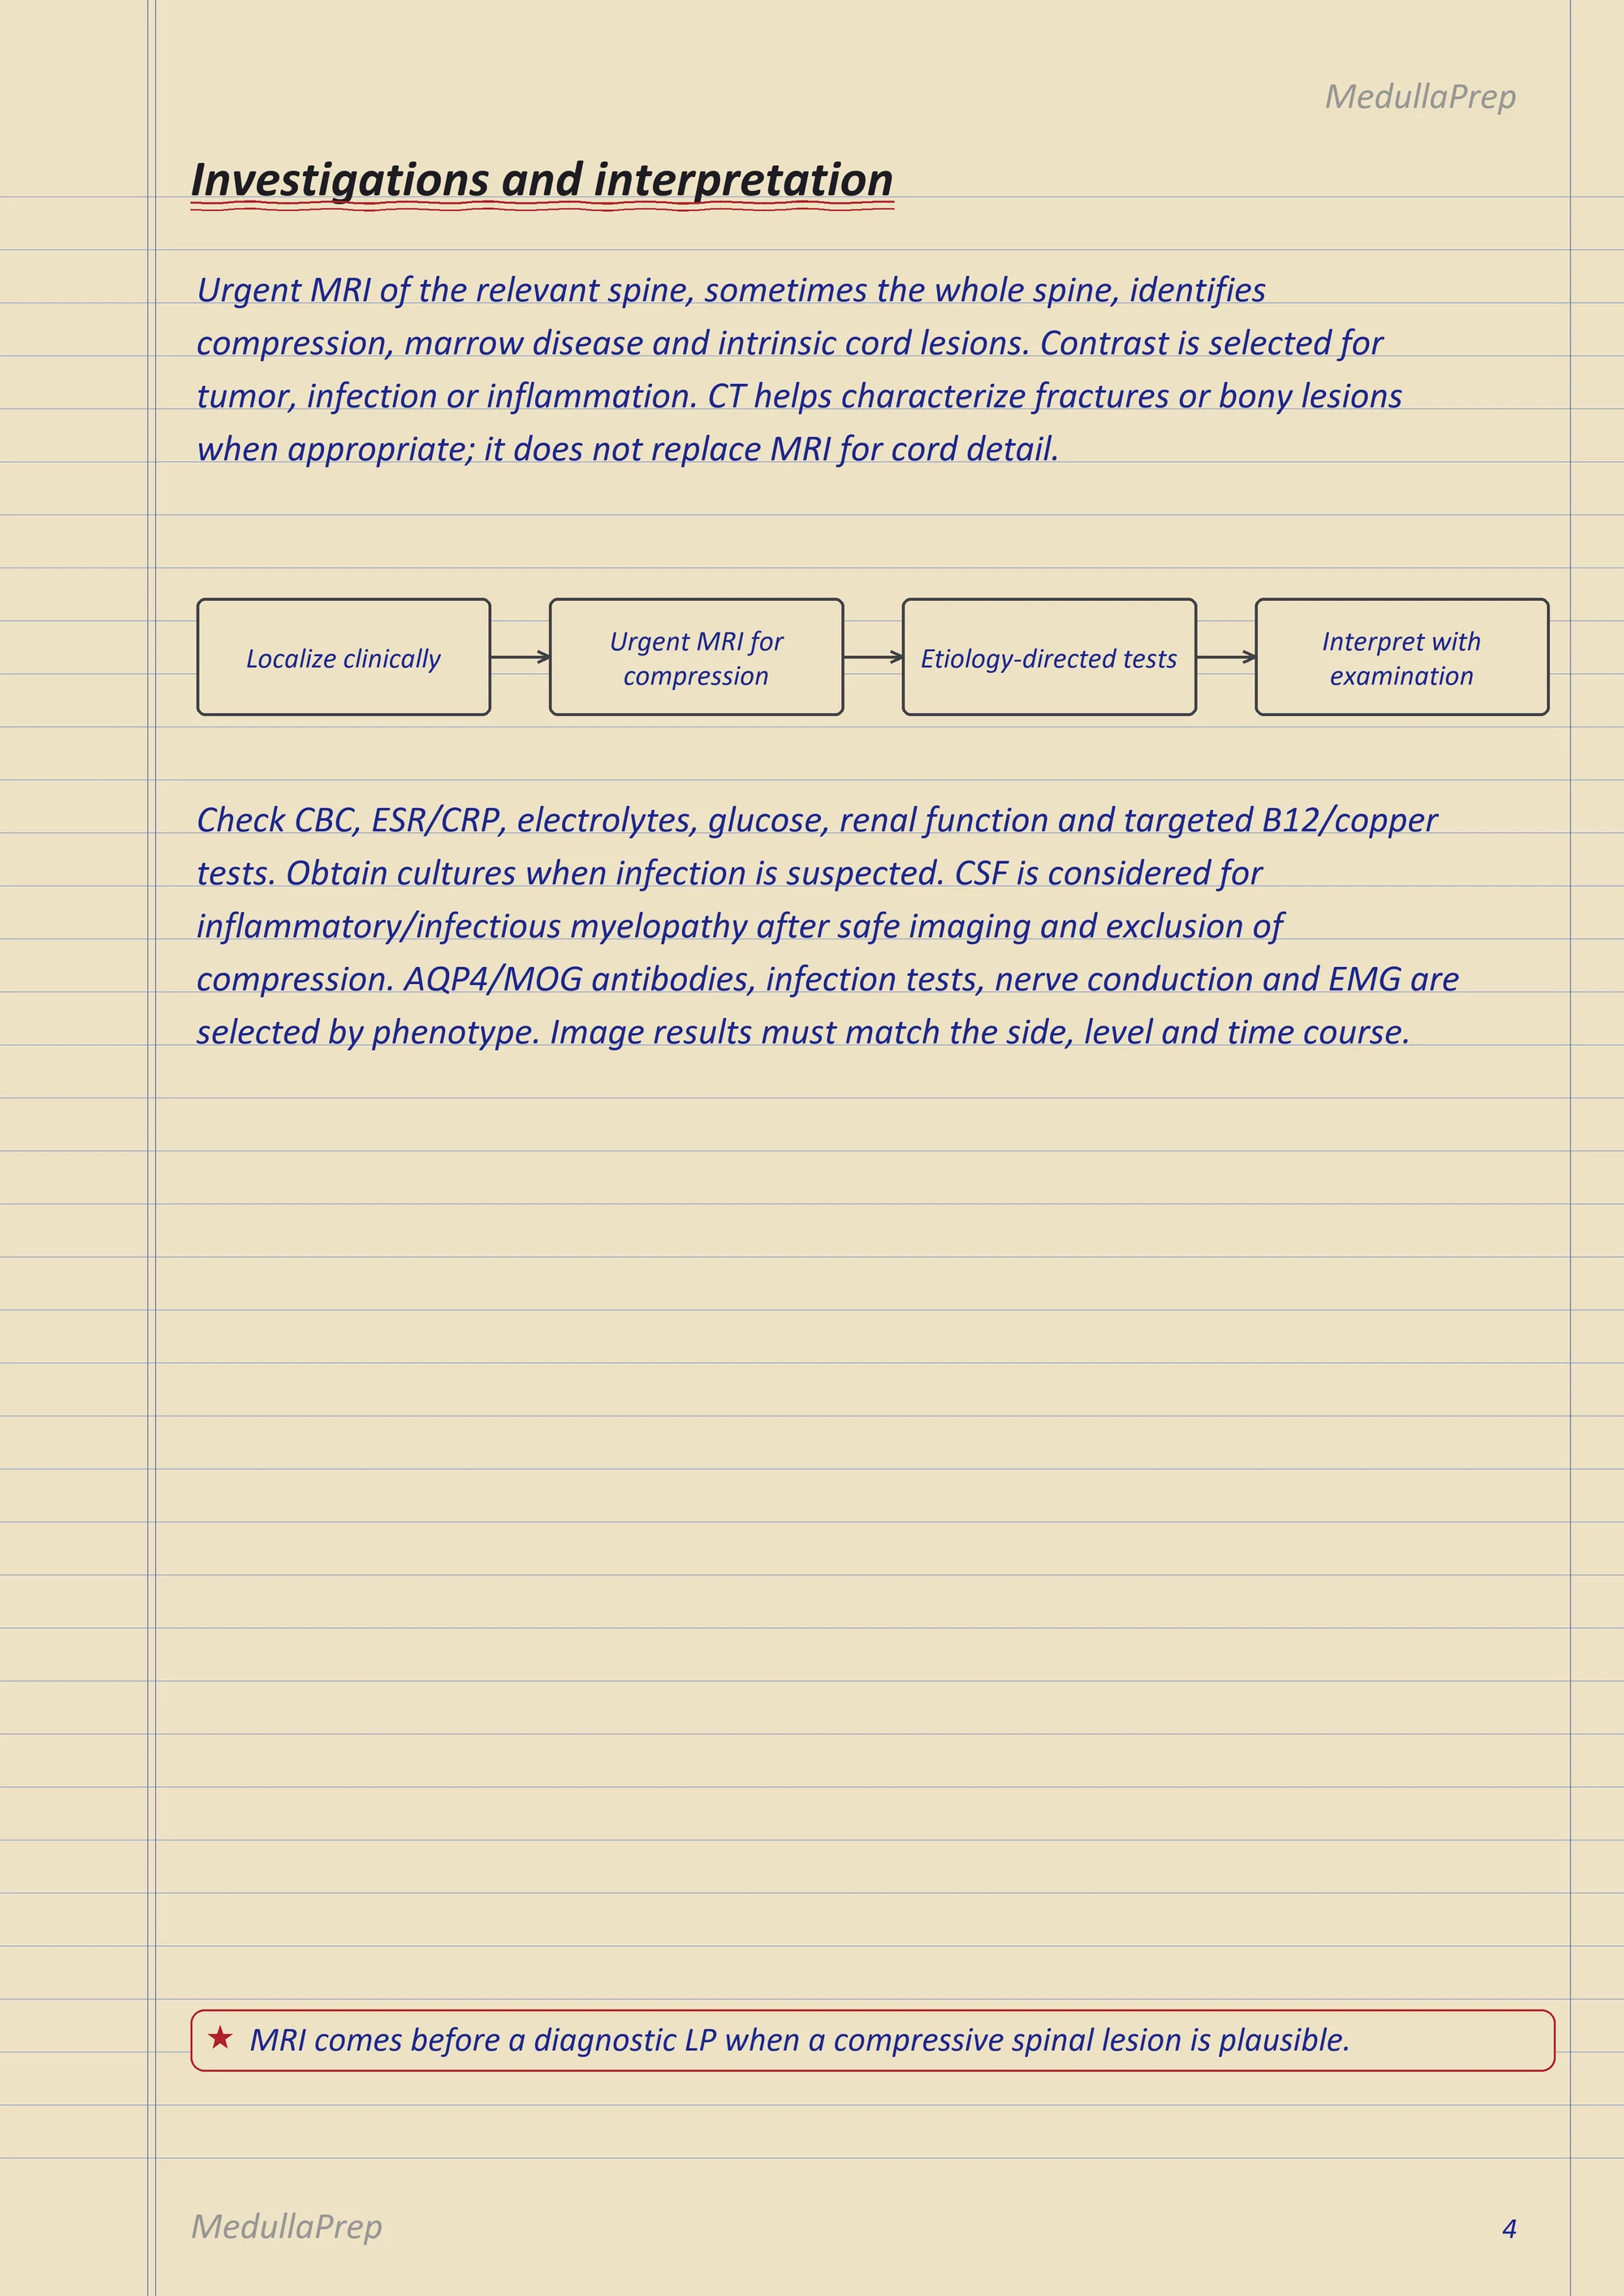 MedullaPrep
Investigations and interpretation
Urgent MRI of the relevant spine, sometimes the whole spine, identifies
compression, marrow disease and intrinsic cord lesions. Contrast is selected for
tumor, infection or inflammation. CT helps characterize fractures or bony lesions
when appropriate; it does not replace MRI for cord detail.
Localize clinically
Urgent MRI for
compression
Etiology-directed tests
Interpret with
examination
Check CBC, ESR/CRP, electrolytes, glucose, renal function and targeted B12/copper
tests. Obtain cultures when infection is suspected. CSF is considered for
inflammatory/infectious myelopathy after safe imaging and exclusion of
compression. AQP4/MOG antibodies, infection tests, nerve conduction and EMG are
selected by phenotype. Image results must match the side, level and time course.
★ MRI comes before a diagnostic LP when a compressive spinal lesion is plausible.
MedullaPrep
4